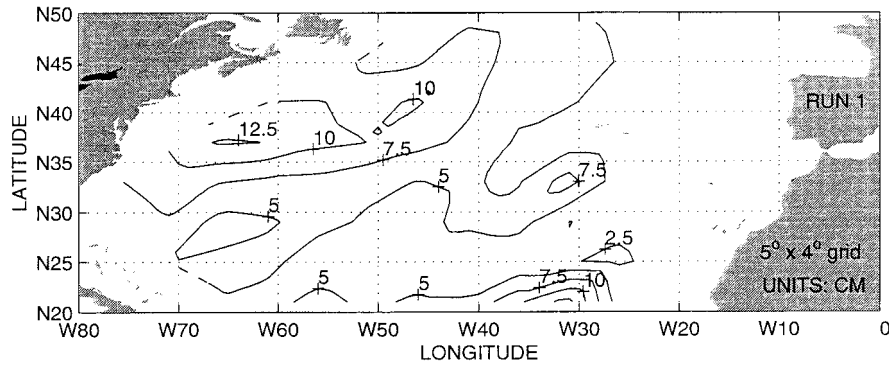 N50
N45
N40
N35
N30
N25
N20
LATITUDE
10
12.5
10
7.5
5
7.5
5
2.5
5
5
7.5
10
RUN 1
5° x 4° grid
UNITS: CM
W80 W70 W60 W50 W40 W30 W20 W10 0
LONGITUDE